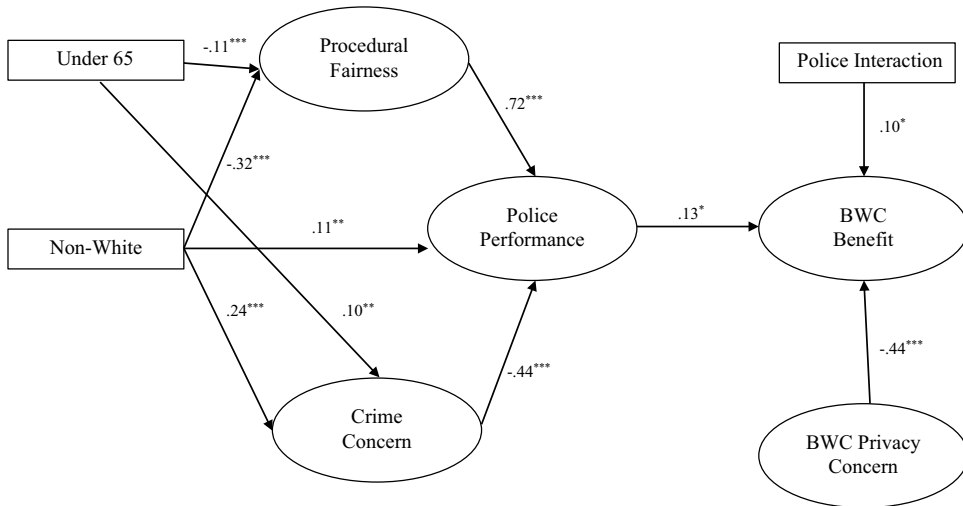 Under 65
-.11***
Procedural
Fairness
Police Interaction
.72***
.10*
-.32***
Non-White
.11**
Police
Performance
.13*
BWC
Benefit
.24***
.10**
-.44***
-.44***
Crime
Concern
BWC Privacy
Concern